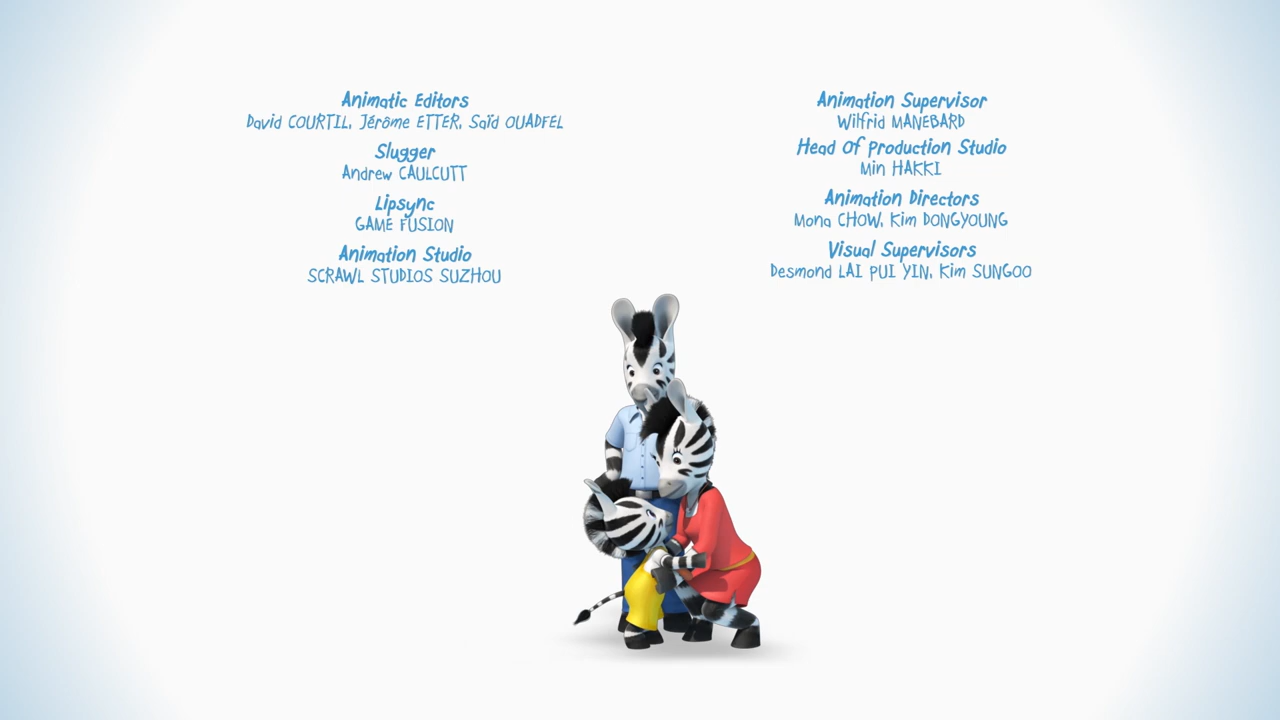 Animatic Editors
David COURTIL, Jérôme ETTER, Saïd OUADFEL
Slugger
Andrew CAULCUTT
Lipsync
GAME FUSION
Animation Studio
SCRAWL STUDIOS SUZHOU
Animation Supervisor
Wilfrid MANEBARD
Head Of Production Studio
Min HAKKI
Animation Directors
Mona CHOW, Kim DONGYOUNG
Visual Supervisors
Desmond LAI PUI YIN, Kim SUNGOO